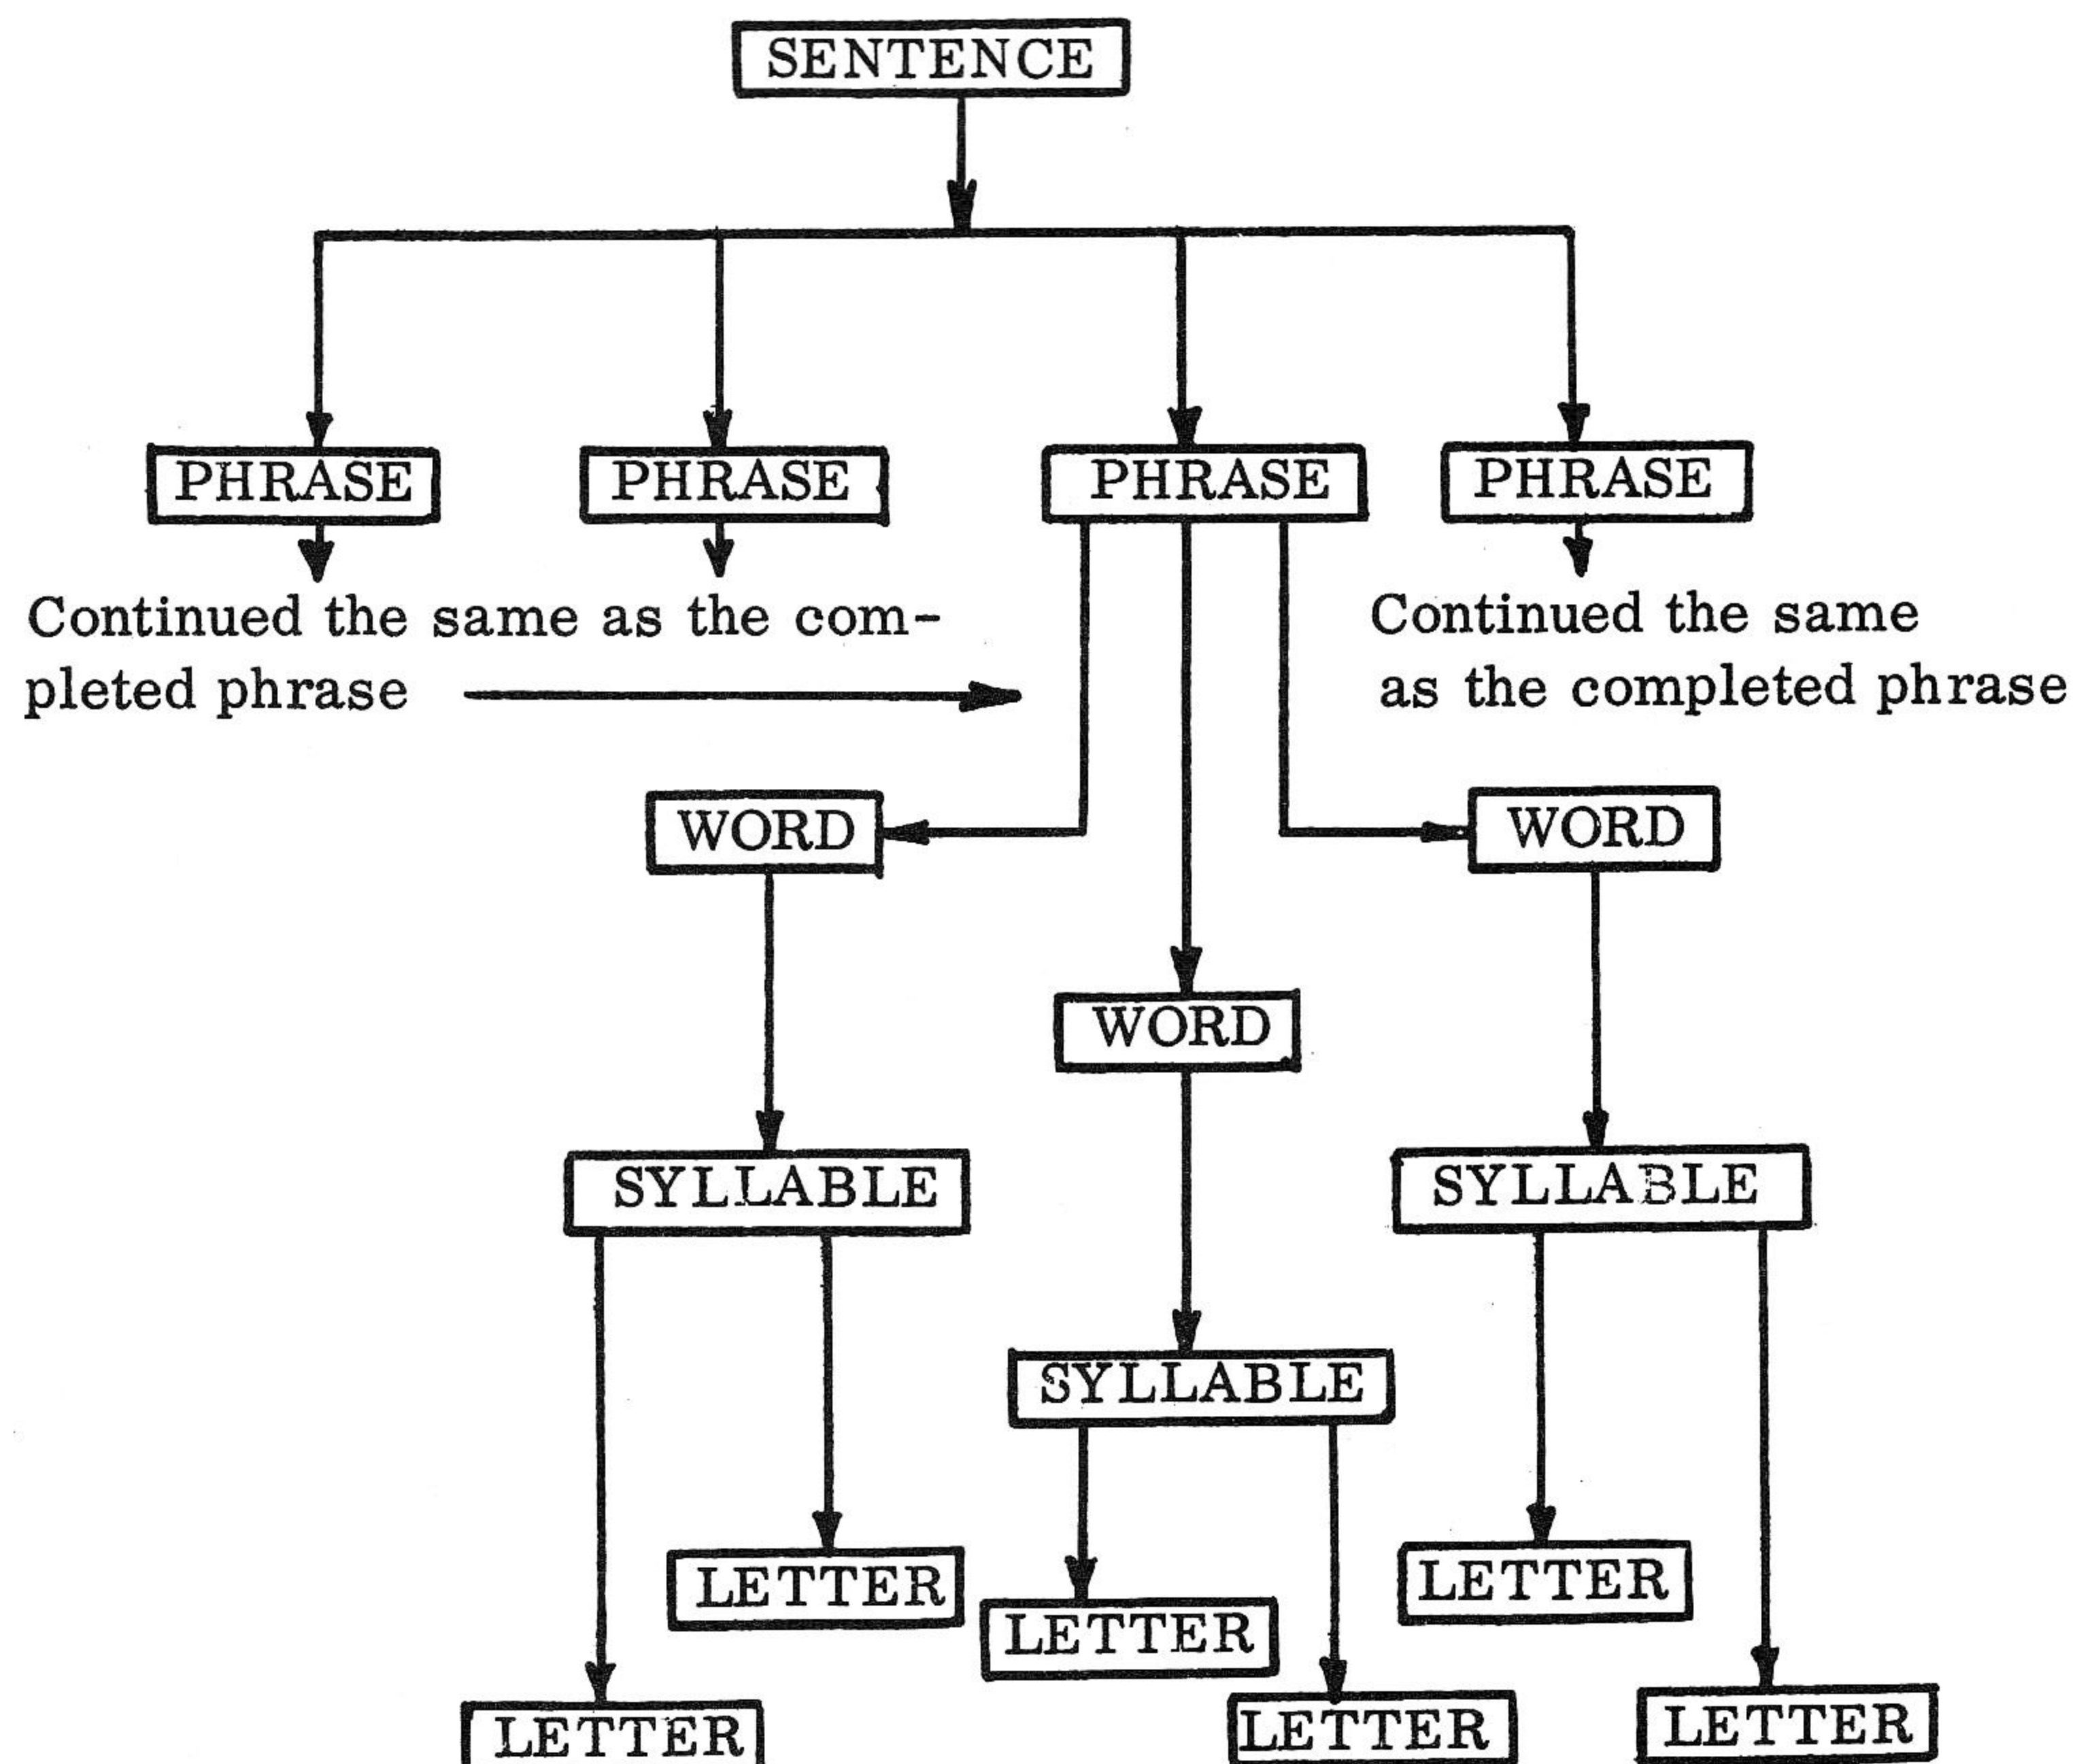 SENTENCE
PHRASE PHRASE PHRASE PHRASE
Continued the same as the com-
pleted phrase
Continued the same
as the completed phrase
WORD WORD
WORD
SYLLABLE SYLLABLE
SYLLABLE
LETTER LETTER
LETTER
LETTER LETTER LETTER